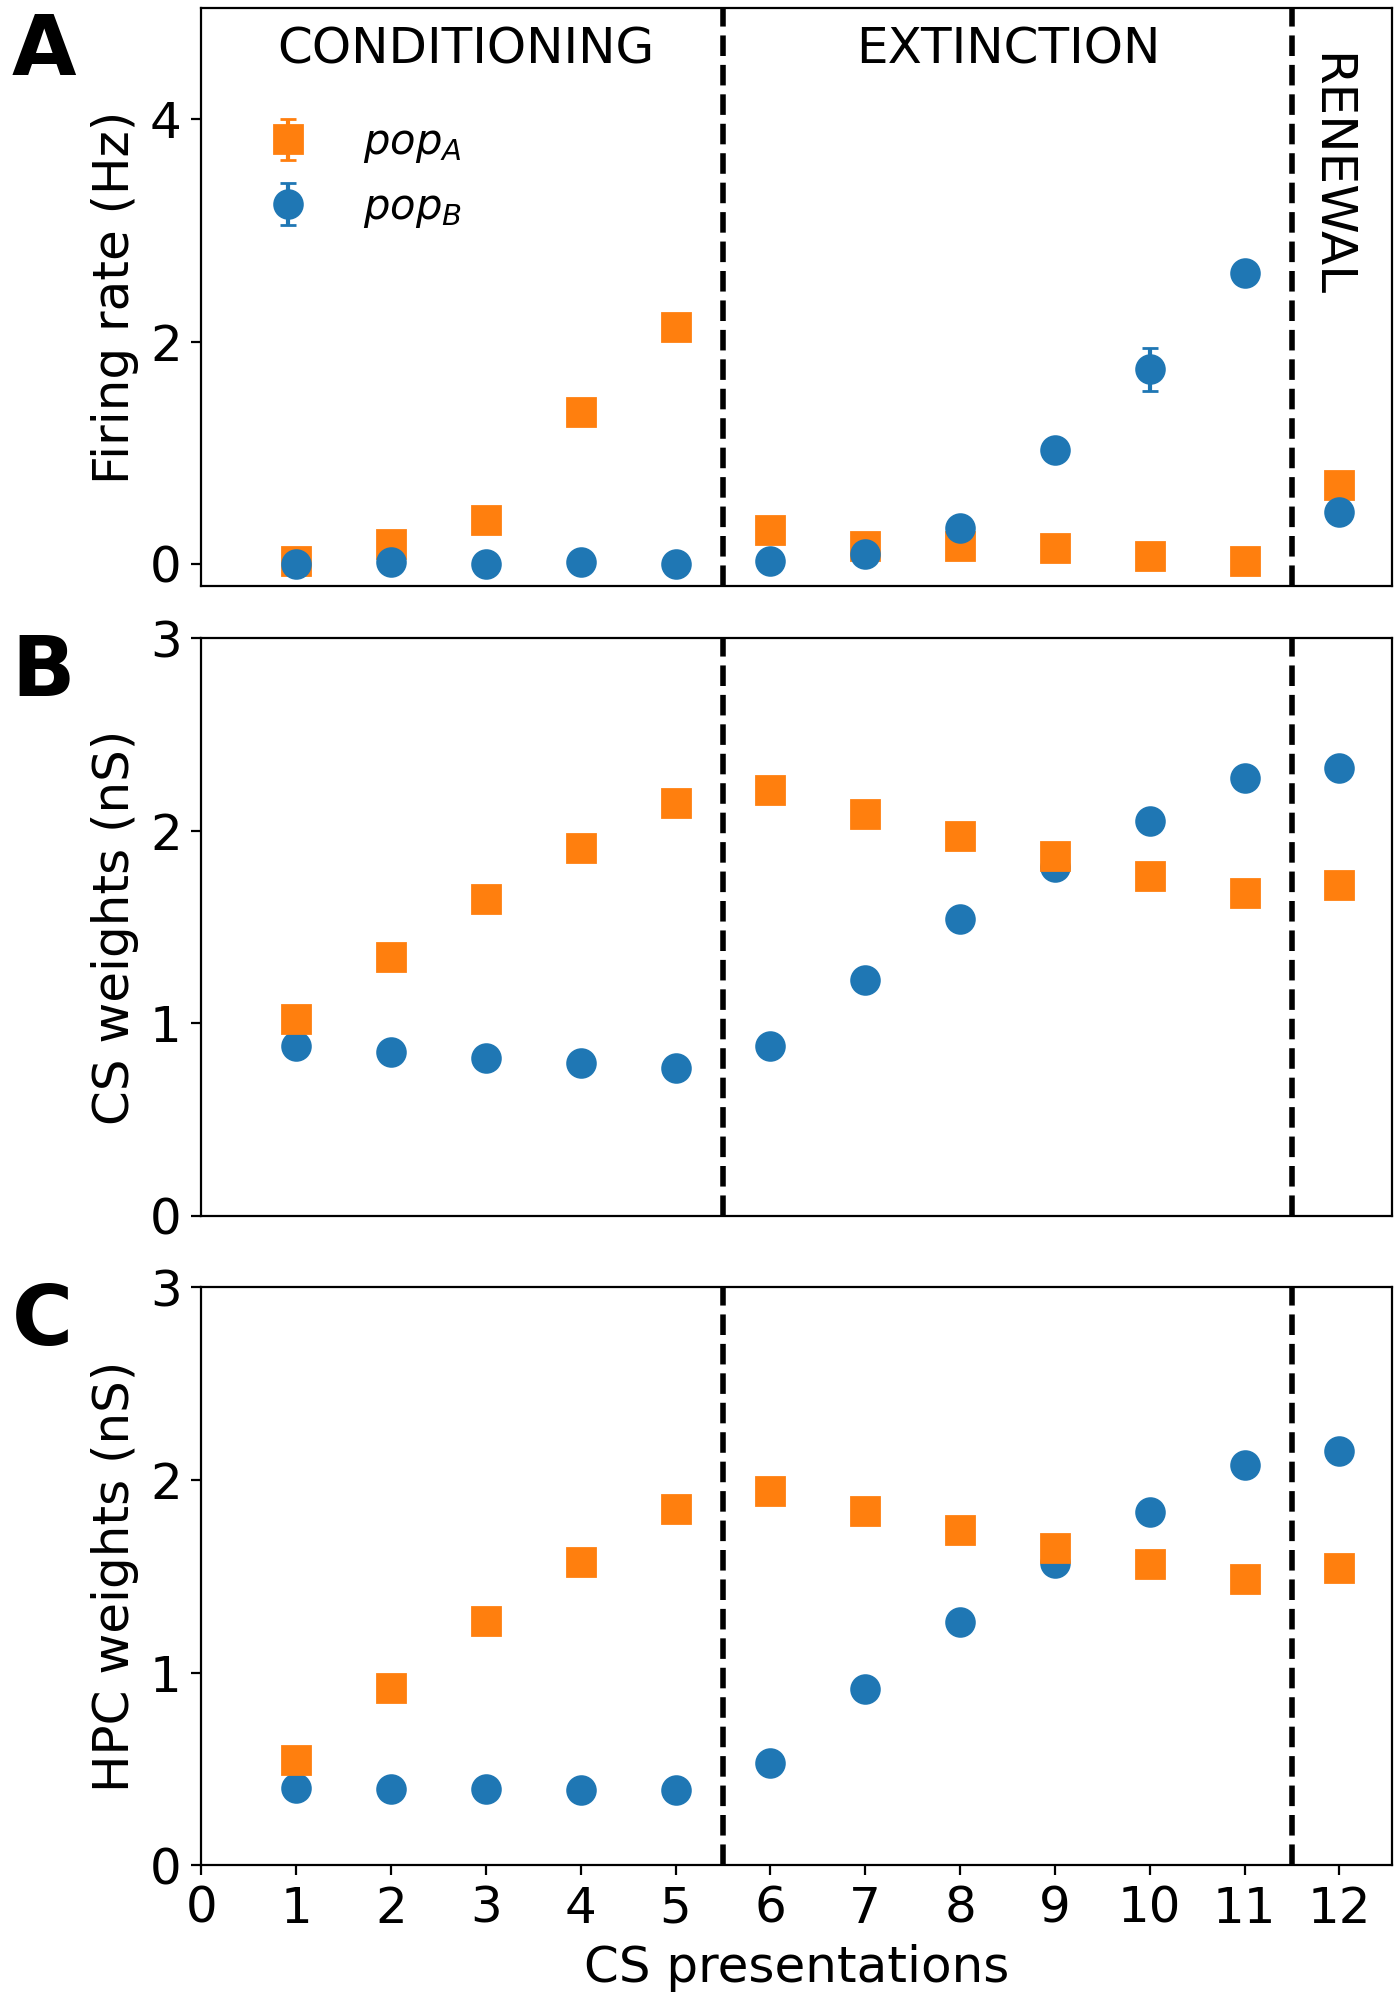 A
CONDITIONING
EXTINCTION
RENEWAL
Firing rate (Hz)
4
2
0
pop_A
pop_B
B
CS weights (nS)
3
2
1
0
C
HPC weights (nS)
3
2
1
0
0 1 2 3 4 5 6 7 8 9 10 11 12
CS presentations